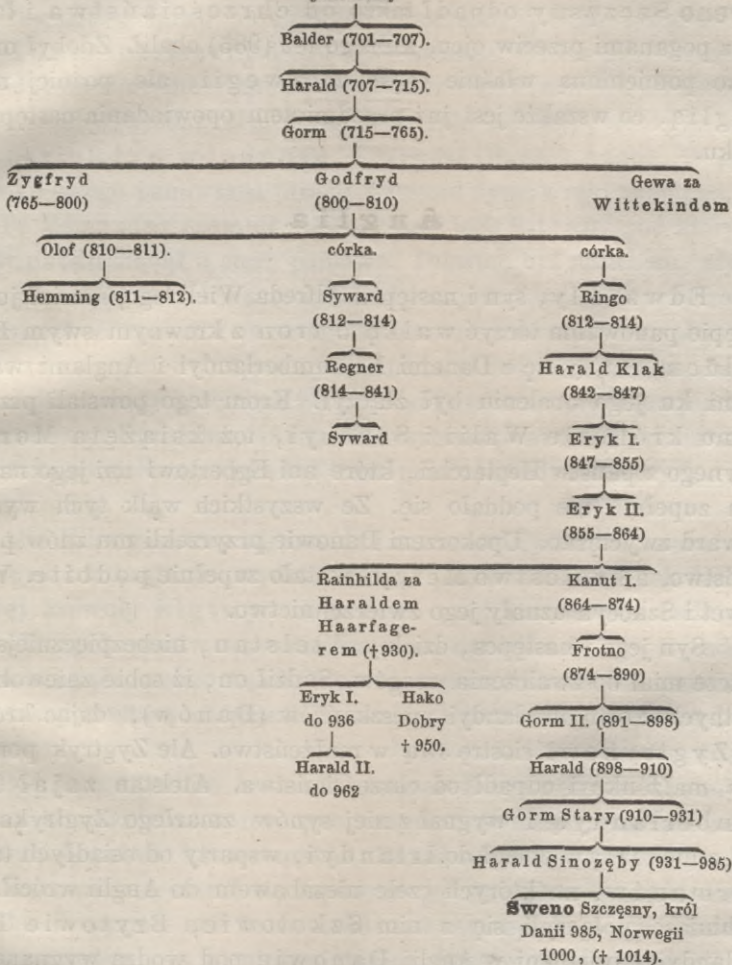 Balder (701—707).
Harald (707—715).
Gorm (715—765).
Zygfryd
(765—800)
Godfryd
(800—810)
Gewa za
Wittekindem
Olof (810—811).
córka.
córka.
Hemming (811—812).
Syward
(812—814)
Ringo
(812—814)
Regner
(814—841)
Harald Klak
(842—847)
Syward
Eryk I.
(847—855)
Eryk II.
(855—864)
Rainhilda za
Haraldem
Haarfage-
rem (†930).
Kanut I.
(864—874)
Frotno
(874—890)
Eryk I.
do 936
Hako
Dobry
† 950.
Gorm II. (891—898)
Harald II.
do 962
Harald (898—910)
Gorm Stary (910—931)
Harald Sinozęby (931—985)
Sweno Szczęsny, król
Danii 985, Norwegii
1000, († 1014).